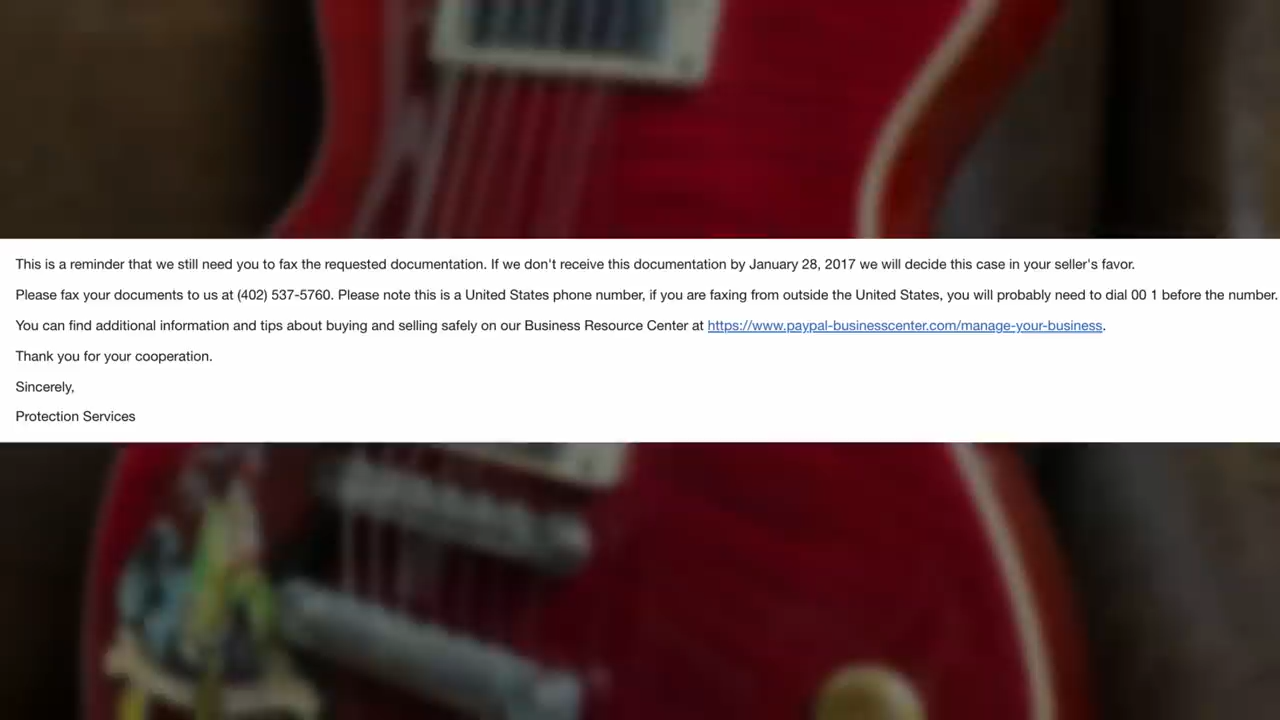 This is a reminder that we still need you to fax the requested documentation. If we don't receive this documentation by January 28, 2017 we will decide this case in your seller's favor.
Please fax your documents to us at (402) 537-5760. Please note this is a United States phone number, if you are faxing from outside the United States, you will probably need to dial 00 1 before the number.
You can find additional information and tips about buying and selling safely on our Business Resource Center at https://www.paypal-businesscenter.com/manage-your-business.
Thank you for your cooperation.
Sincerely,
Protection Services